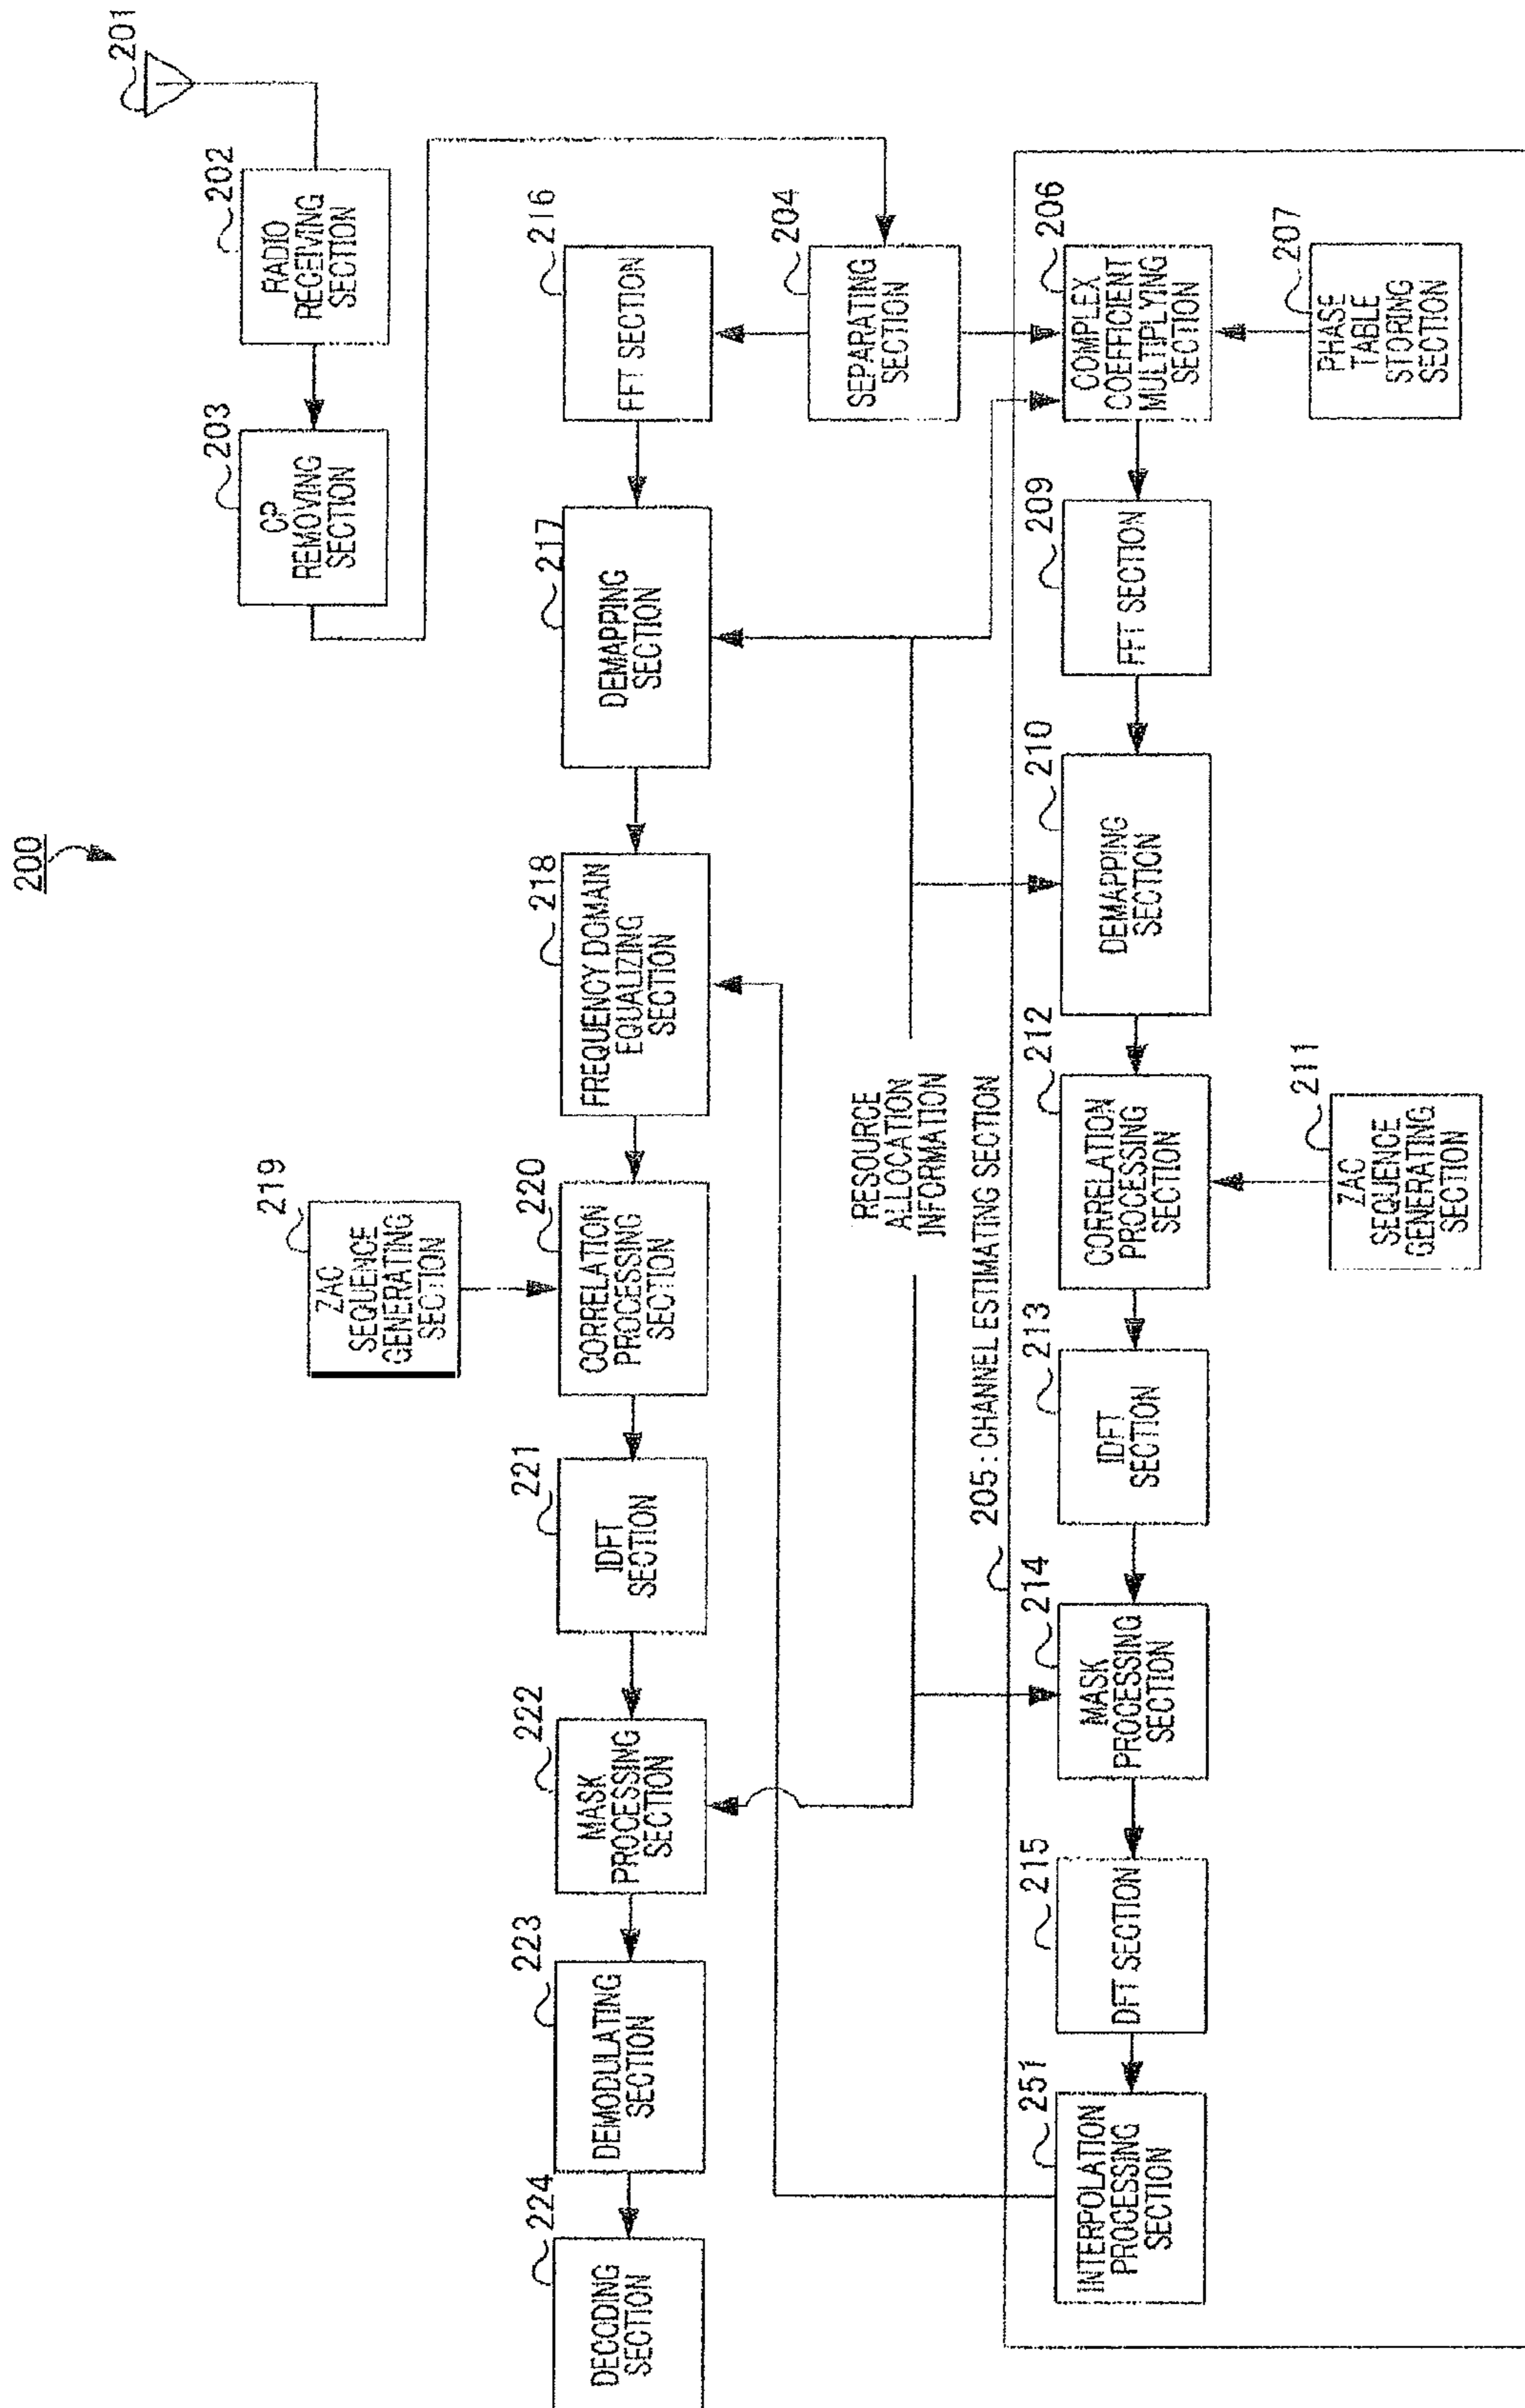 200
201
202
RADIO
RECEIVING
SECTION
203
CP
REMOVING
SECTION
204
SEPARATING
SECTION
216
FFT SECTION
217
DEMAPPING
SECTION
218
FREQUENCY DOMAIN
EQUALIZING
SECTION
219
ZAC
SEQUENCE
GENERATING
SECTION
220
CORRELATION
PROCESSING
SECTION
221
IDFT
SECTION
222
MASK
PROCESSING
SECTION
223
DEMODULATING
SECTION
224
DECODING
SECTION
RESOURCE
ALLOCATION
INFORMATION
205 : CHANNEL ESTIMATING SECTION
206
COMPLEX
COEFFICIENT
MULTIPLYING
SECTION
207
PHASE
TABLE
STORING
SECTION
209
FFT SECTION
210
DEMAPPING
SECTION
211
ZAC
SEQUENCE
GENERATING
SECTION
212
CORRELATION
PROCESSING
SECTION
213
IDFT
SECTION
214
MASK
PROCESSING
SECTION
215
DFT SECTION
251
INTERPOLATION
PROCESSING
SECTION